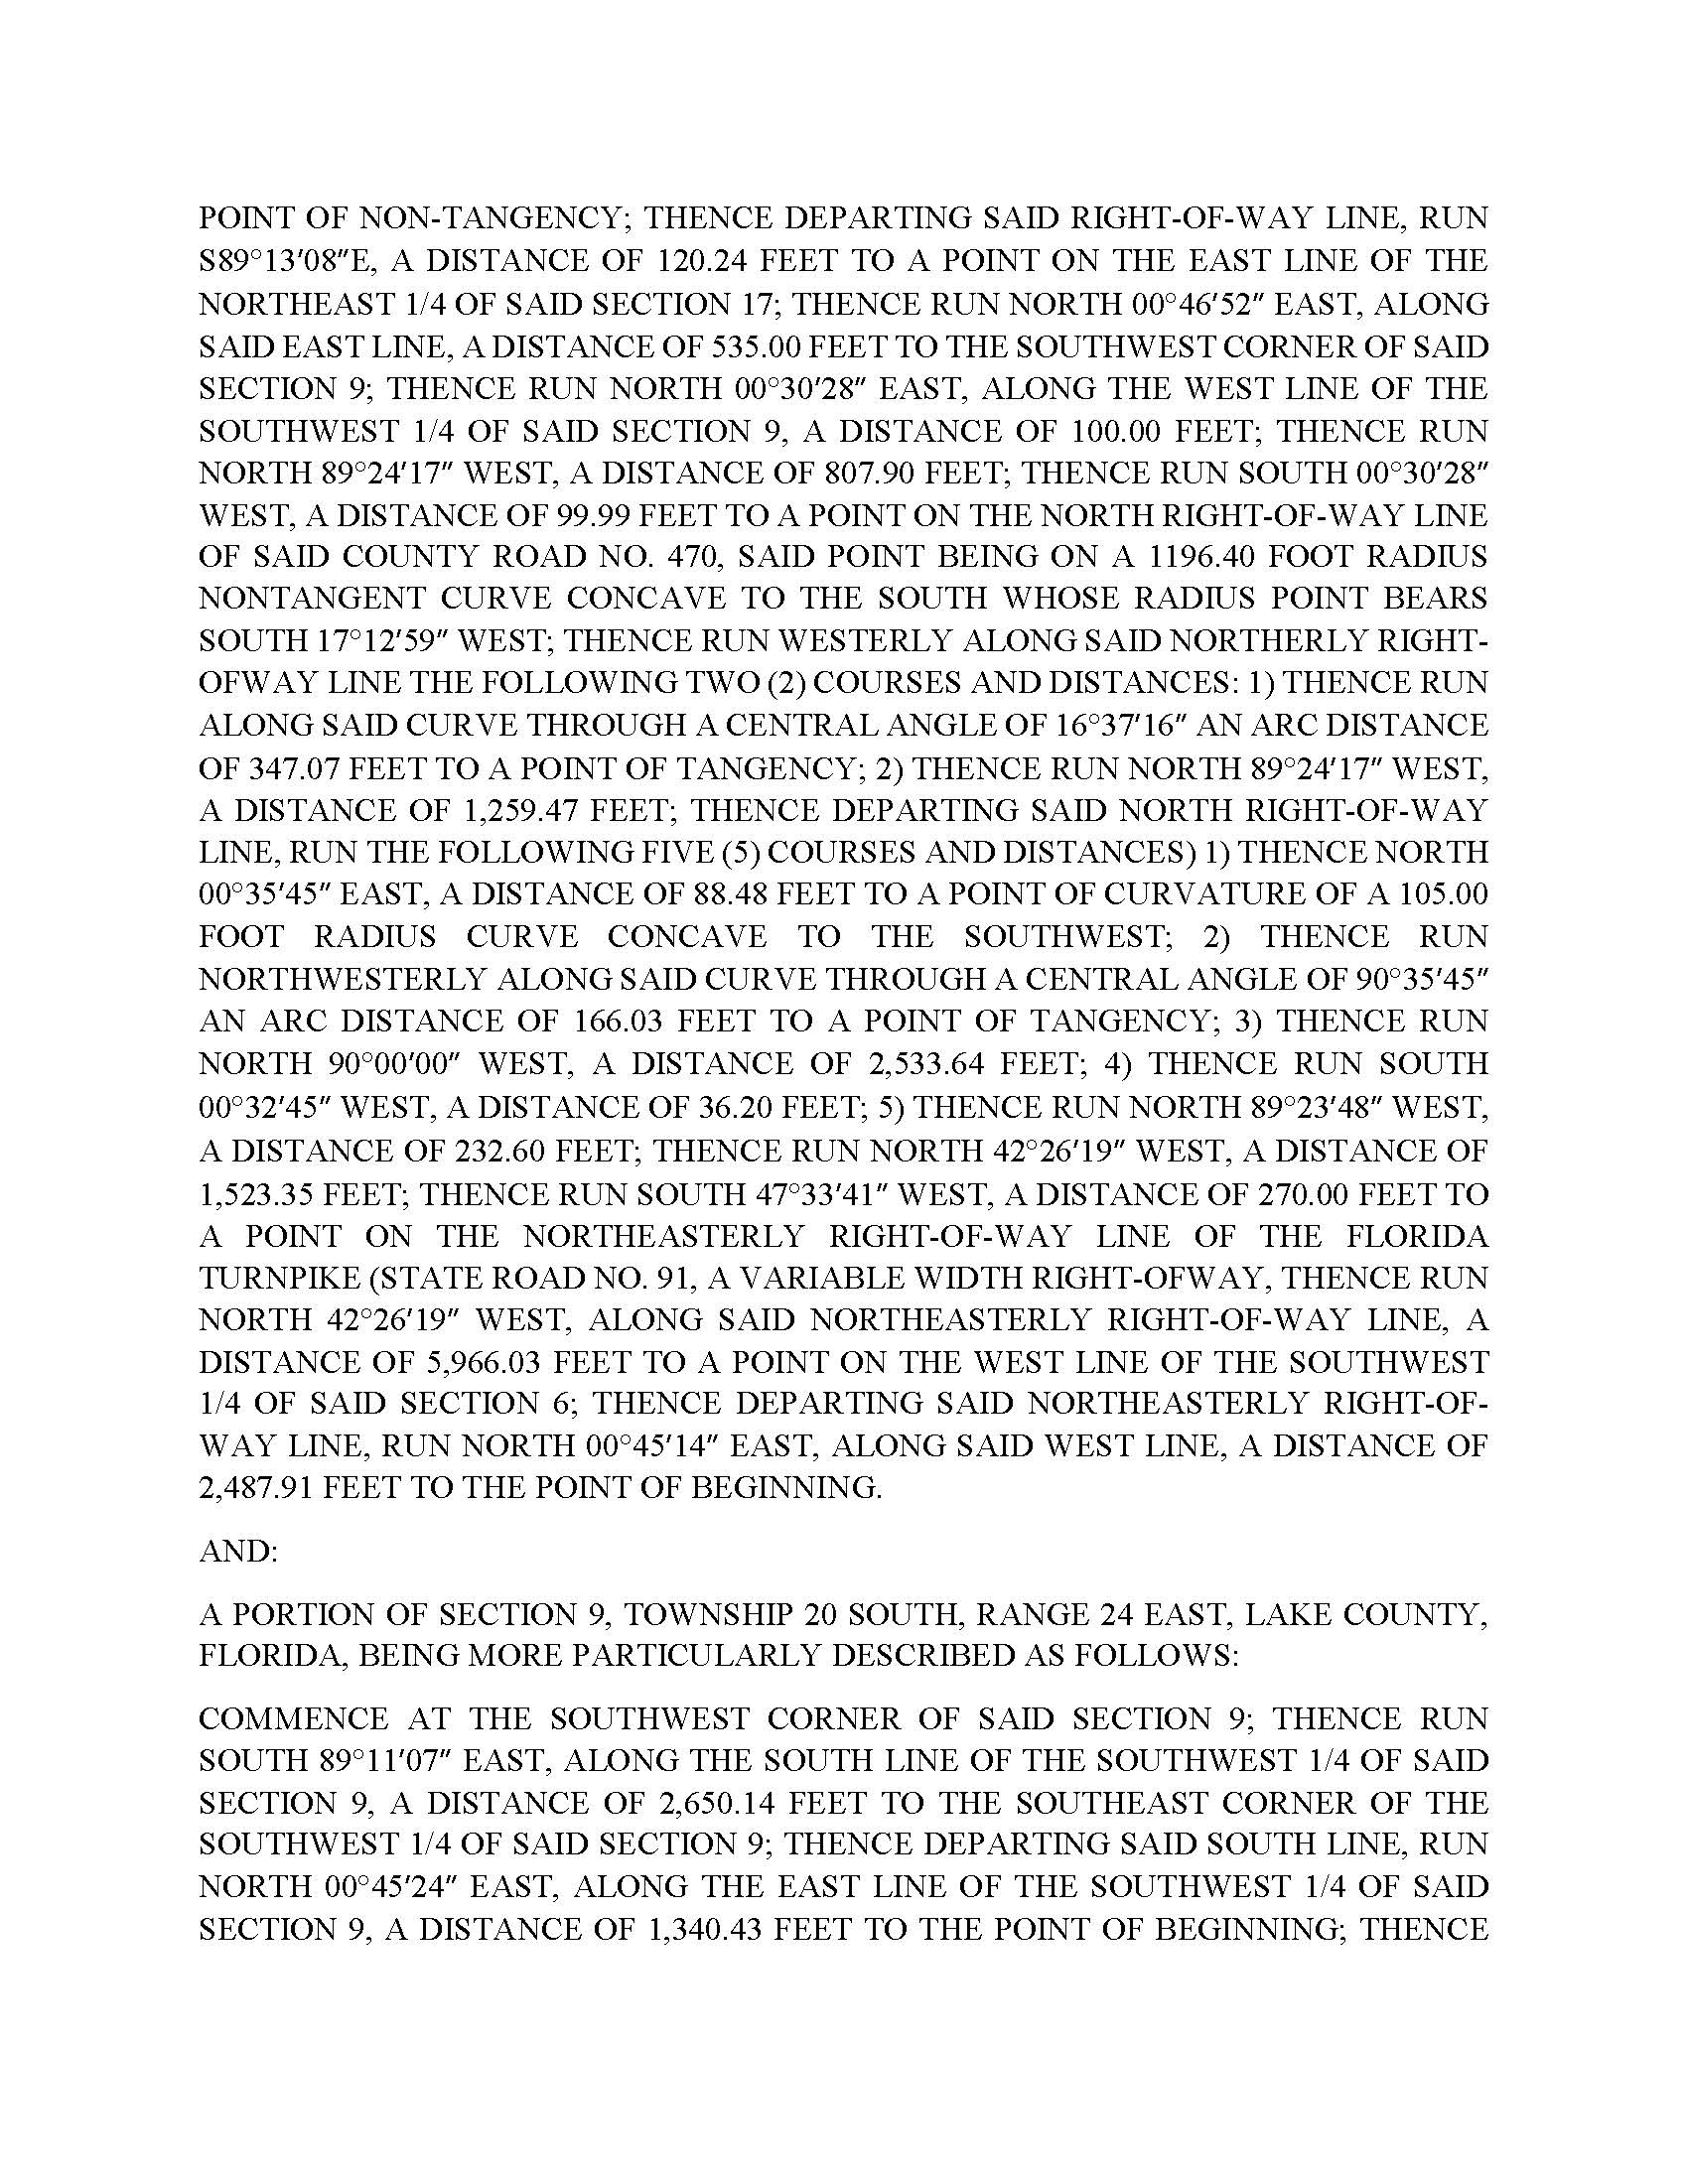 POINT OF NON-TANGENCY; THENCE DEPARTING SAID RIGHT-OF-WAY LINE, RUN
S89°13′08″E, A DISTANCE OF 120.24 FEET TO A POINT ON THE EAST LINE OF THE
NORTHEAST 1/4 OF SAID SECTION 17; THENCE RUN NORTH 00°46′52″ EAST, ALONG
SAID EAST LINE, A DISTANCE OF 535.00 FEET TO THE SOUTHWEST CORNER OF SAID
SECTION 9; THENCE RUN NORTH 00°30′28″ EAST, ALONG THE WEST LINE OF THE
SOUTHWEST 1/4 OF SAID SECTION 9, A DISTANCE OF 100.00 FEET; THENCE RUN
NORTH 89°24′17″ WEST, A DISTANCE OF 807.90 FEET; THENCE RUN SOUTH 00°30′28″
WEST, A DISTANCE OF 99.99 FEET TO A POINT ON THE NORTH RIGHT-OF-WAY LINE
OF SAID COUNTY ROAD NO. 470, SAID POINT BEING ON A 1196.40 FOOT RADIUS
NONTANGENT CURVE CONCAVE TO THE SOUTH WHOSE RADIUS POINT BEARS
SOUTH 17°12′59″ WEST; THENCE RUN WESTERLY ALONG SAID NORTHERLY RIGHT-
OFWAY LINE THE FOLLOWING TWO (2) COURSES AND DISTANCES: 1) THENCE RUN
ALONG SAID CURVE THROUGH A CENTRAL ANGLE OF 16°37′16″ AN ARC DISTANCE
OF 347.07 FEET TO A POINT OF TANGENCY; 2) THENCE RUN NORTH 89°24′17″ WEST,
A DISTANCE OF 1,259.47 FEET; THENCE DEPARTING SAID NORTH RIGHT-OF-WAY
LINE, RUN THE FOLLOWING FIVE (5) COURSES AND DISTANCES) 1) THENCE NORTH
00°35′45″ EAST, A DISTANCE OF 88.48 FEET TO A POINT OF CURVATURE OF A 105.00
FOOT RADIUS CURVE CONCAVE TO THE SOUTHWEST; 2) THENCE RUN
NORTHWESTERLY ALONG SAID CURVE THROUGH A CENTRAL ANGLE OF 90°35′45″
AN ARC DISTANCE OF 166.03 FEET TO A POINT OF TANGENCY; 3) THENCE RUN
NORTH 90°00′00″ WEST, A DISTANCE OF 2,533.64 FEET; 4) THENCE RUN SOUTH
00°32′45″ WEST, A DISTANCE OF 36.20 FEET; 5) THENCE RUN NORTH 89°23′48″ WEST,
A DISTANCE OF 232.60 FEET; THENCE RUN NORTH 42°26′19″ WEST, A DISTANCE OF
1,523.35 FEET; THENCE RUN SOUTH 47°33′41″ WEST, A DISTANCE OF 270.00 FEET TO
A POINT ON THE NORTHEASTERLY RIGHT-OF-WAY LINE OF THE FLORIDA
TURNPIKE (STATE ROAD NO. 91, A VARIABLE WIDTH RIGHT-OFWAY, THENCE RUN
NORTH 42°26′19″ WEST, ALONG SAID NORTHEASTERLY RIGHT-OF-WAY LINE, A
DISTANCE OF 5,966.03 FEET TO A POINT ON THE WEST LINE OF THE SOUTHWEST
1/4 OF SAID SECTION 6; THENCE DEPARTING SAID NORTHEASTERLY RIGHT-OF-
WAY LINE, RUN NORTH 00°45′14″ EAST, ALONG SAID WEST LINE, A DISTANCE OF
2,487.91 FEET TO THE POINT OF BEGINNING.
AND:
A PORTION OF SECTION 9, TOWNSHIP 20 SOUTH, RANGE 24 EAST, LAKE COUNTY,
FLORIDA, BEING MORE PARTICULARLY DESCRIBED AS FOLLOWS:
COMMENCE AT THE SOUTHWEST CORNER OF SAID SECTION 9; THENCE RUN
SOUTH 89°11′07″ EAST, ALONG THE SOUTH LINE OF THE SOUTHWEST 1/4 OF SAID
SECTION 9, A DISTANCE OF 2,650.14 FEET TO THE SOUTHEAST CORNER OF THE
SOUTHWEST 1/4 OF SAID SECTION 9; THENCE DEPARTING SAID SOUTH LINE, RUN
NORTH 00°45′24″ EAST, ALONG THE EAST LINE OF THE SOUTHWEST 1/4 OF SAID
SECTION 9, A DISTANCE OF 1,340.43 FEET TO THE POINT OF BEGINNING; THENCE